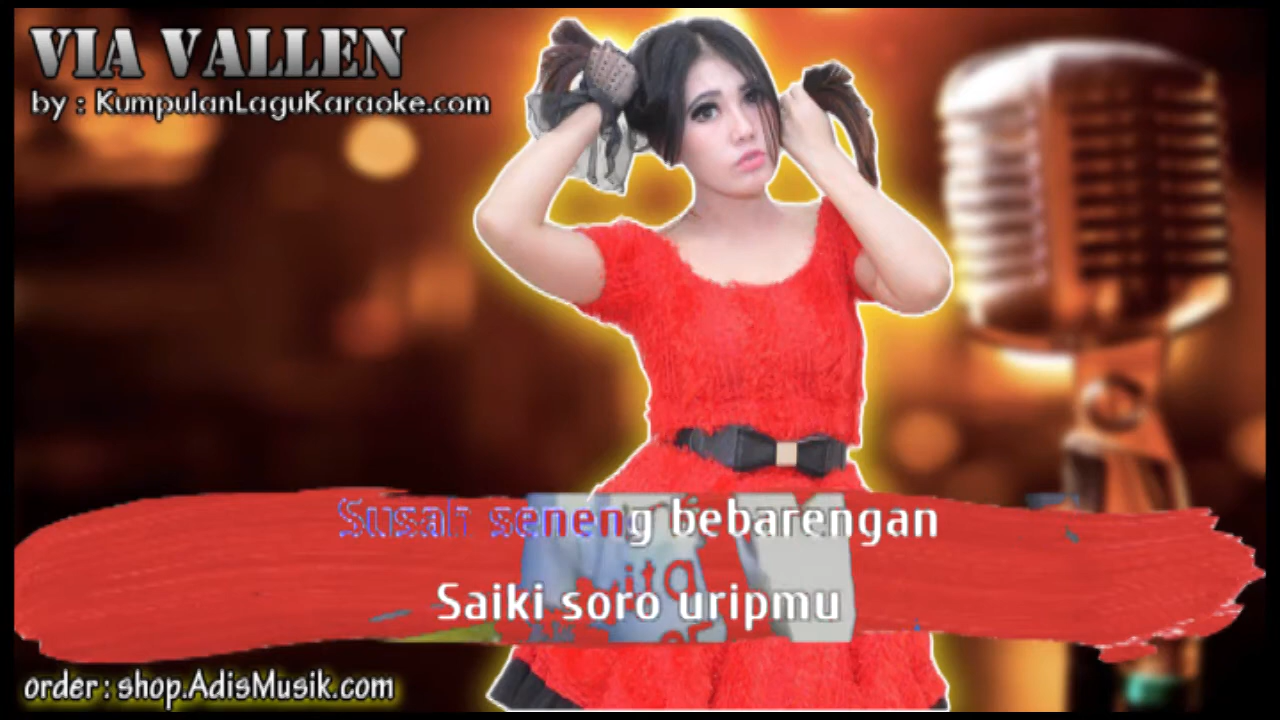 VIA VALLEN
by : KumpulanLaguKaraoke.com
Susah seneng bebarengan
Saiki soro uripmu
order : shop.AdisMusik.com